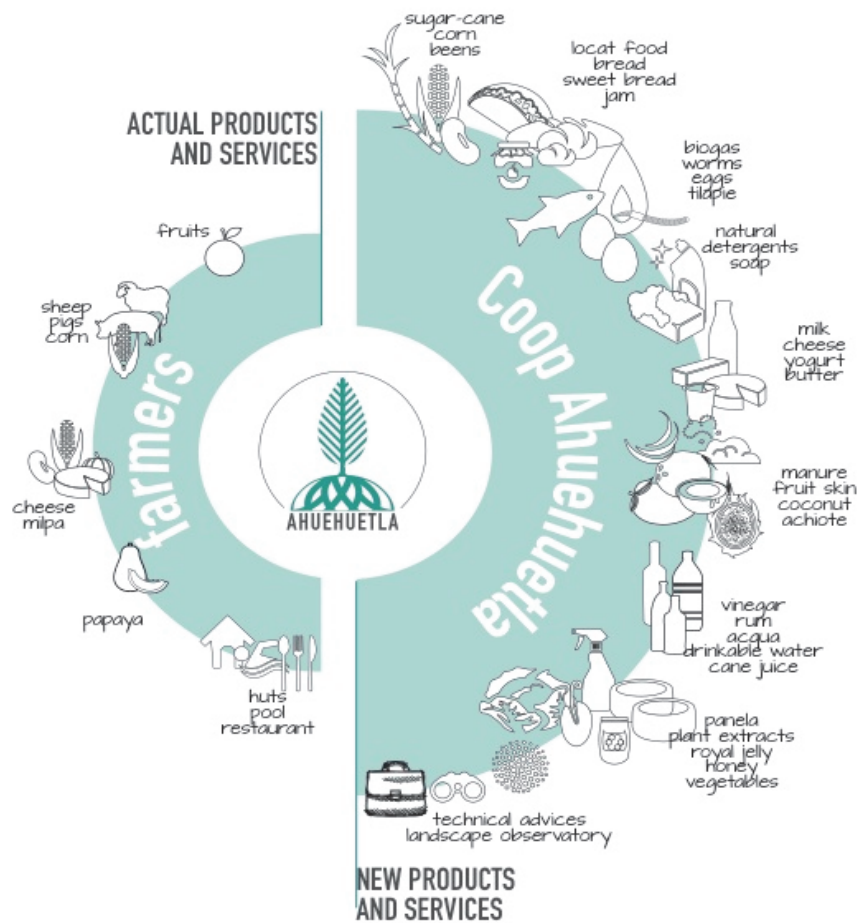 ACTUAL PRODUCTS
AND SERVICES
fruits
sheep
pigs
corn
cheese
milpa
papaya
huts
pool
restaurant
farmers
AHUEHUETLA
Coop Ahuehuetla
sugar-cane
corn
beens
locat food
bread
sweet bread
jam
biogas
worms
eggs
tilapie
natural
detergents
soap
milk
cheese
yogurt
butter
manure
fruit skin
coconut
achiote
vinegar
rum
acqua
drinkable water
cane juice
panela
plant extracts
royal jelly
honey
vegetables
technical advices
landscape observatory
NEW PRODUCTS
AND SERVICES